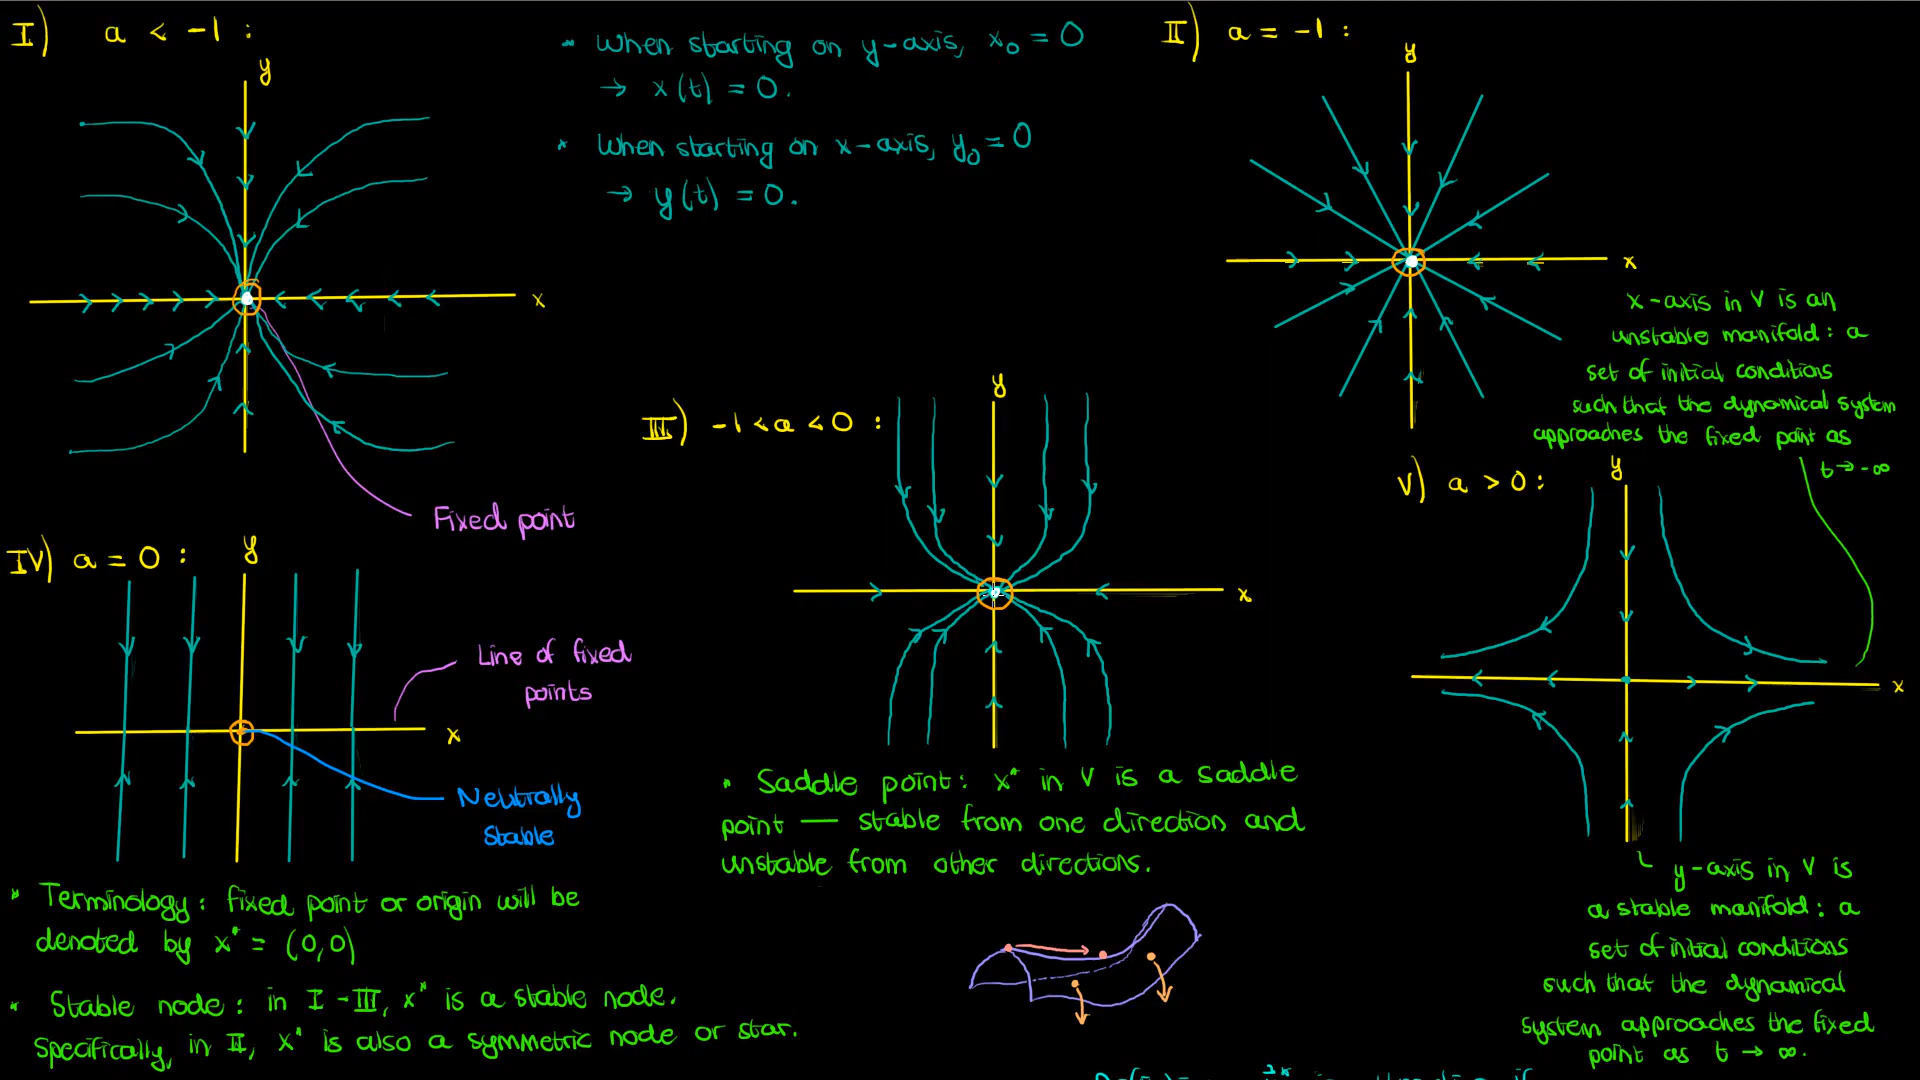 I) a < -1 :
y
x
Fixed point
* When starting on y-axis, x₀ = 0
→ x(t) = 0.
* When starting on x-axis, y₀ = 0
→ y(t) = 0.
II) a = -1 :
y
x
III) -1 < a < 0 :
y
x
IV) a = 0 :
y
x
Line of fixed
points
Neutrally
Stable
x-axis in V is an
unstable manifold: a
set of initial conditions
such that the dynamical system
approaches the fixed point as
t → -∞
V) a > 0 :
y
x
* Saddle point: x* in V is a saddle
point — stable from one direction and
unstable from other directions.
y-axis in V is
a stable manifold: a
set of initial conditions
such that the dynamical
system approaches the fixed
point as t → ∞.
* Terminology: fixed point or origin will be
denoted by x* = (0,0)
* Stable node: in I - III, x* is a stable node.
Specifically, in II, x* is also a symmetric node or star.